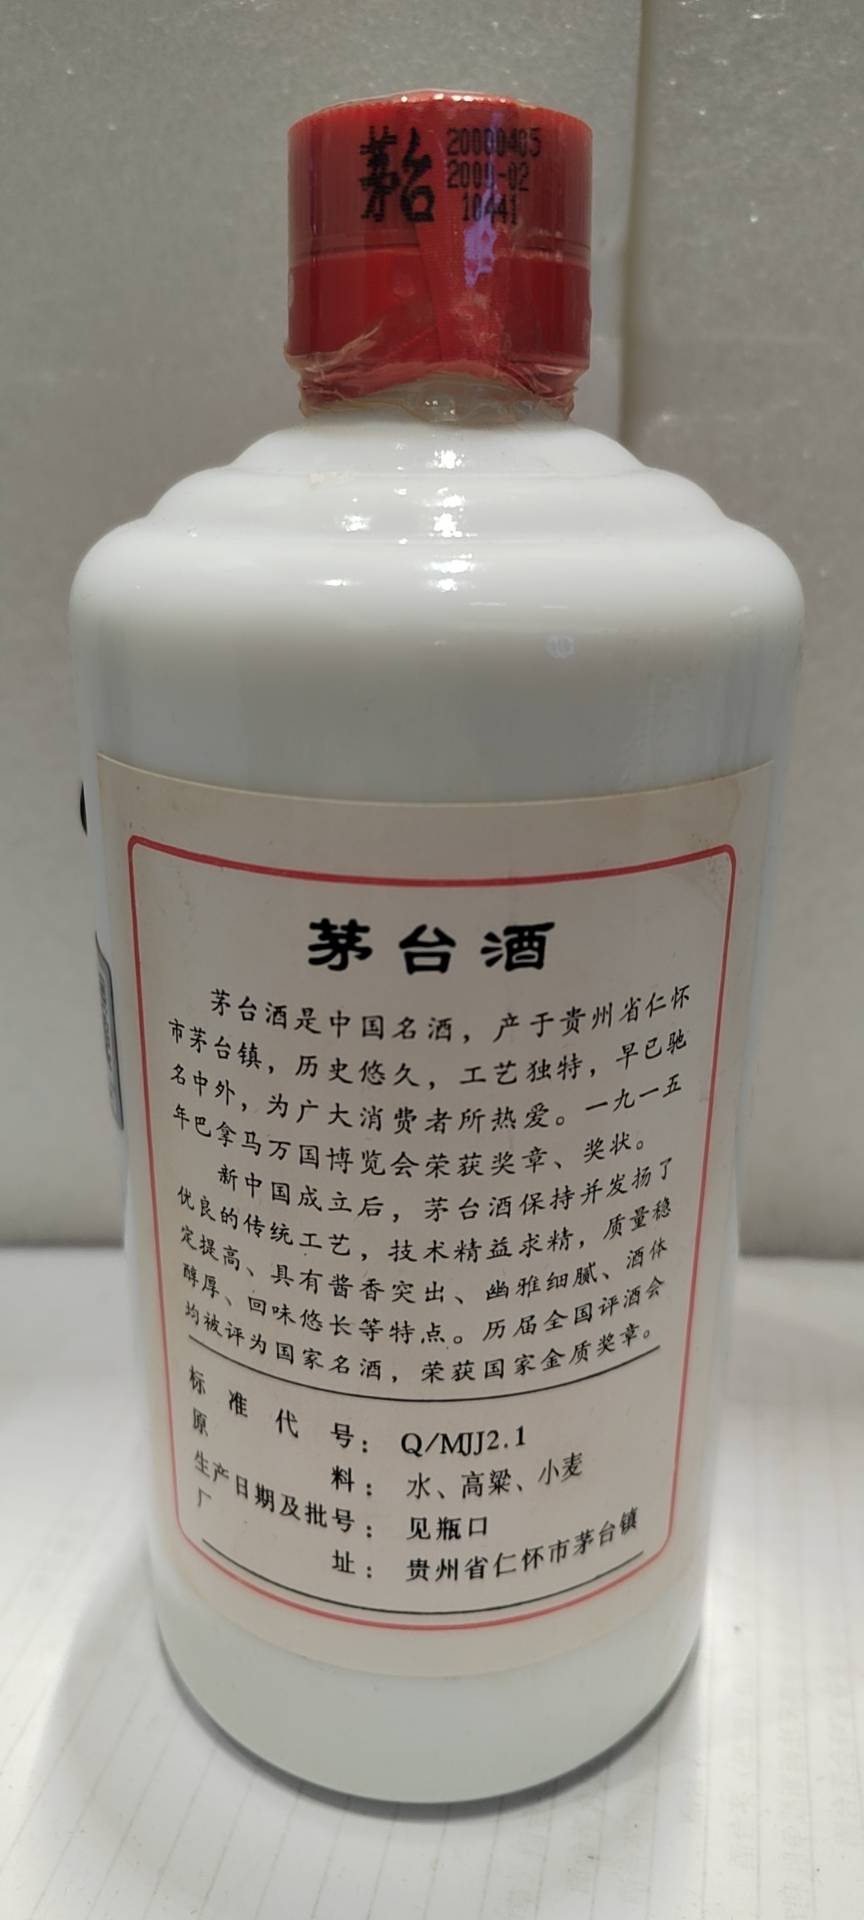 茅台
20000405
2000-02
10441
茅台酒
茅台酒是中国名酒，产于贵州省仁怀
市茅台镇，历史悠久，工艺独特，早已驰
名中外，为广大消费者所热爱。一九一五
年巴拿马万国博览会荣获奖章、奖状。
新中国成立后，茅台酒保持并发扬了
优良的传统工艺，技术精益求精，质量稳
定提高、具有酱香突出、幽雅细腻、酒体
醇厚、回味悠长等特点。历届全国评酒会
均被评为国家名酒，荣获国家金质奖章。
标准代号：Q/MJJ2.1
原料：水、高粱、小麦
生产日期及批号：见瓶口
厂址：贵州省仁怀市茅台镇